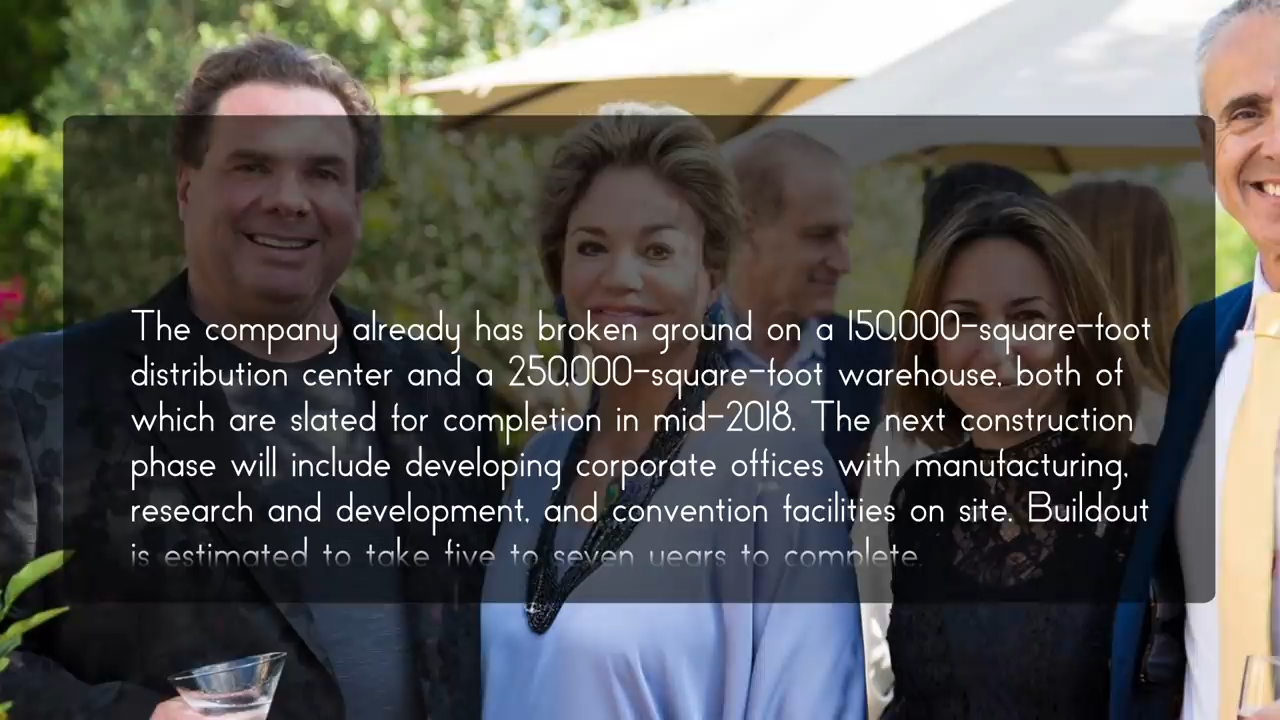 The company already has broken ground on a 150,000-square-foot
distribution center and a 250,000-square-foot warehouse, both of
which are slated for completion in mid-2018. The next construction
phase will include developing corporate offices with manufacturing,
research and development, and convention facilities on site. Buildout
is estimated to take five to seven years to complete.